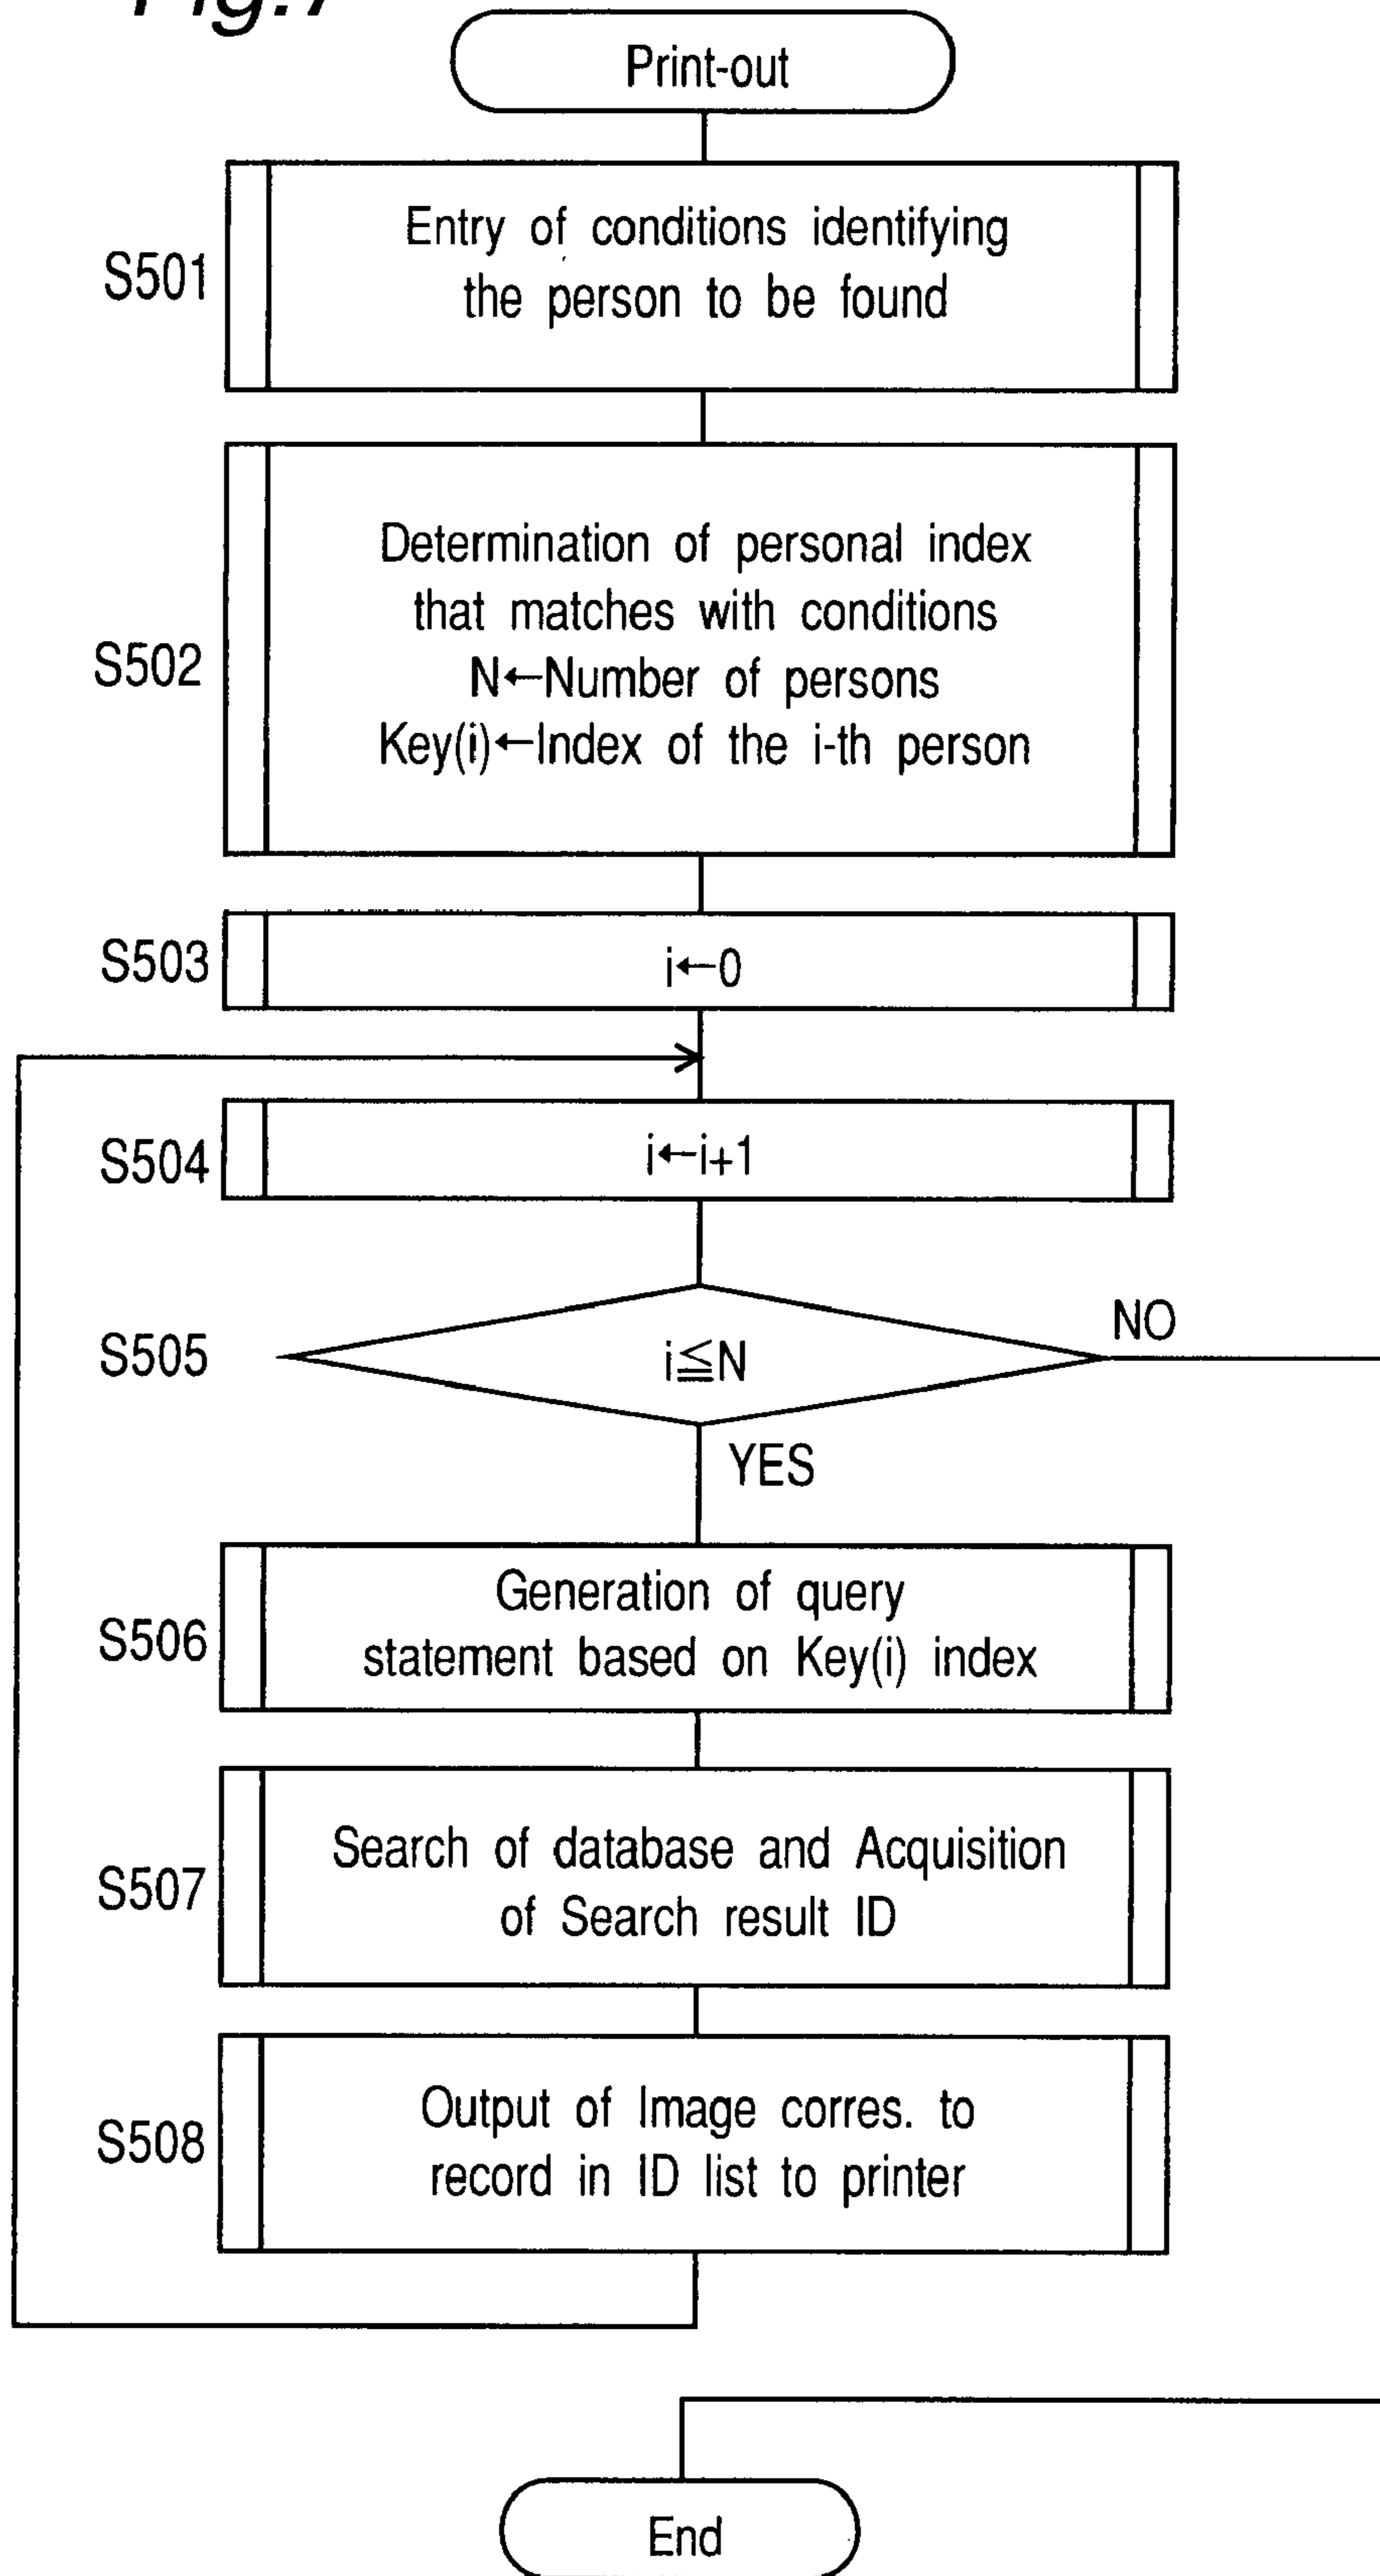 Fig.7
Print-out
S501
Entry of conditions identifying
the person to be found
S502
Determination of personal index
that matches with conditions
N←Number of persons
Key(i)←Index of the i-th person
S503
i←0
S504
i←i+1
S505
i≦N
NO
YES
S506
Generation of query
statement based on Key(i) index
S507
Search of database and Acquisition
of Search result ID
S508
Output of Image corres. to
record in ID list to printer
End